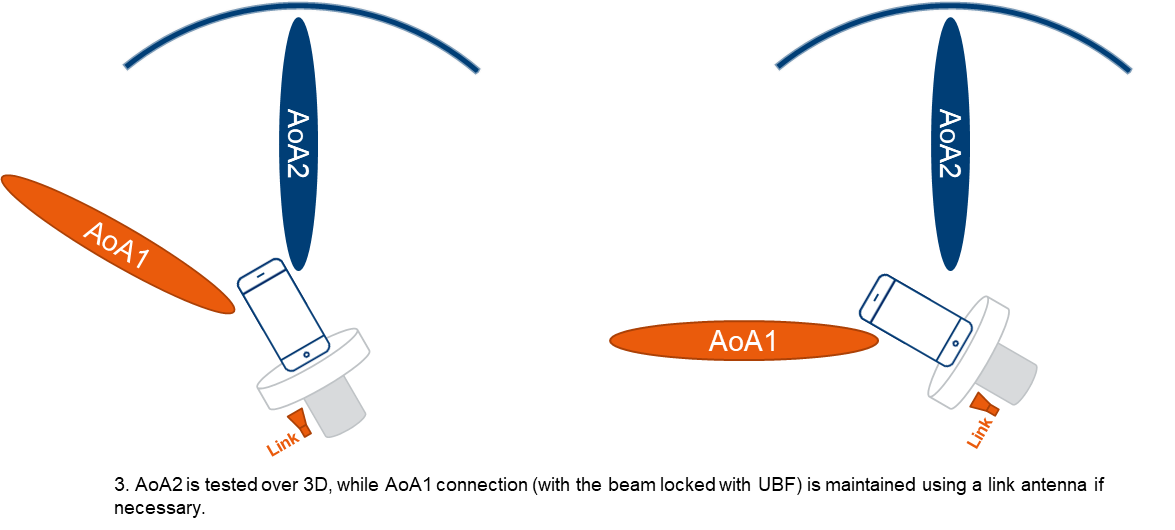 AoA2
AoA2
AoA1
AoA1
Link
Link
3. AoA2 is tested over 3D, while AoA1 connection (with the beam locked with UBF) is maintained using a link antenna if
necessary.